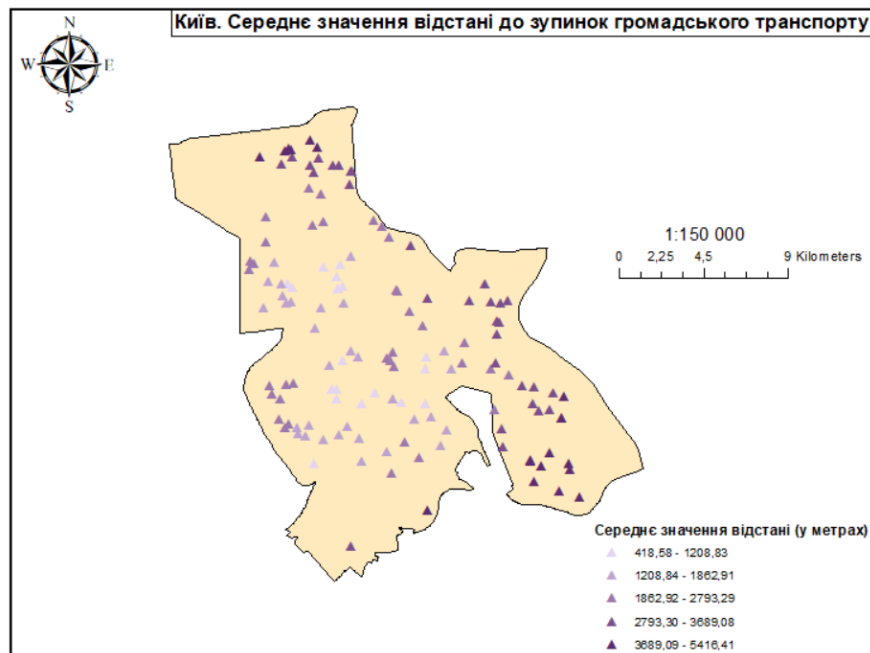 Київ. Середнє значення відстані до зупинок громадського транспорту
N
W E
S
1:150 000
0 2,25 4,5 9 Kilometers
Середнє значення відстані (у метрах)
418,58 - 1208,83
1208,84 - 1862,91
1862,92 - 2793,29
2793,30 - 3689,08
3689,09 - 5416,41